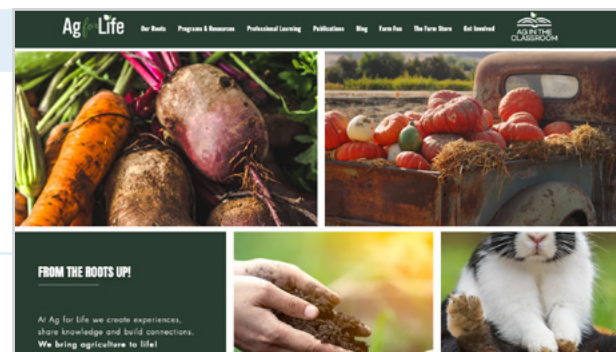 Ag for Life
Our Roots Programs & Resources Professional Learning Publications Blog Farm Fun The Farm Store Get Involved
AG IN THE
CLASSROOM
FROM THE ROOTS UP!
At Ag for Life we create experiences,
share knowledge and build connections.
We bring agriculture to life!